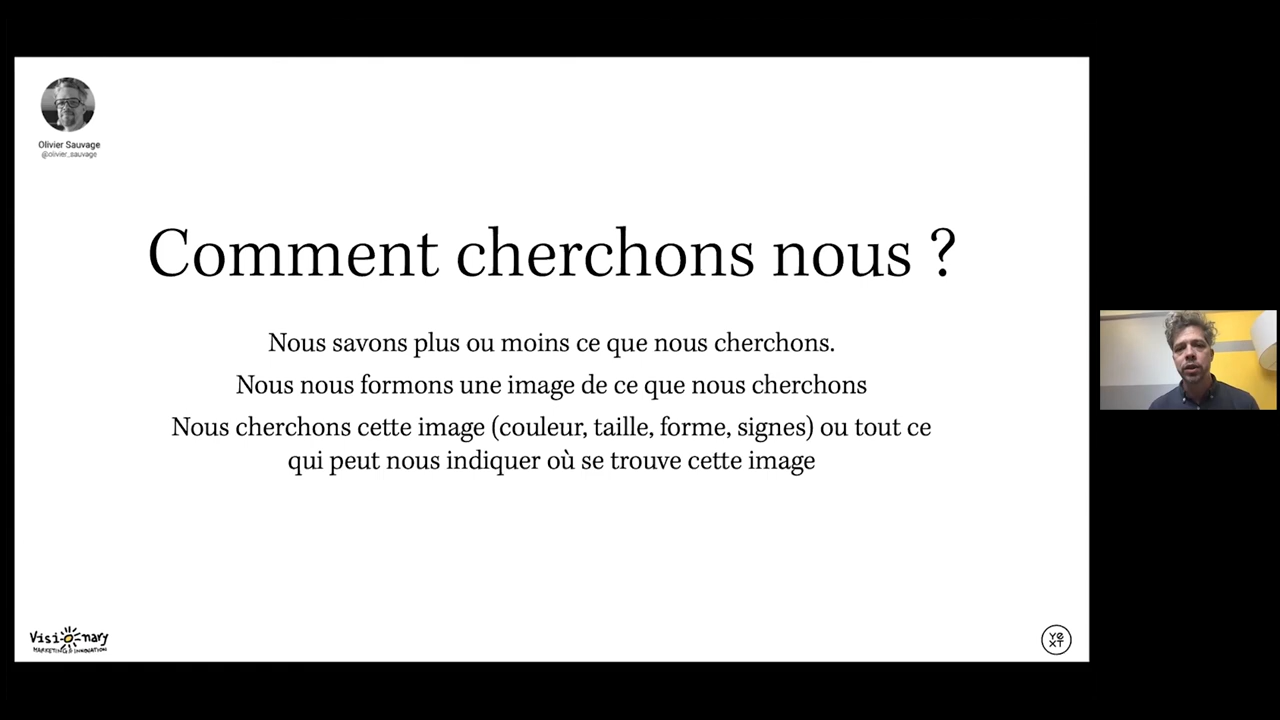 Olivier Sauvage
@olivier_sauvage
Comment cherchons nous ?
Nous savons plus ou moins ce que nous cherchons.
Nous nous formons une image de ce que nous cherchons
Nous cherchons cette image (couleur, taille, forme, signes) ou tout ce
qui peut nous indiquer où se trouve cette image
Visionary
MARKETING & INNOVATION
YEXT